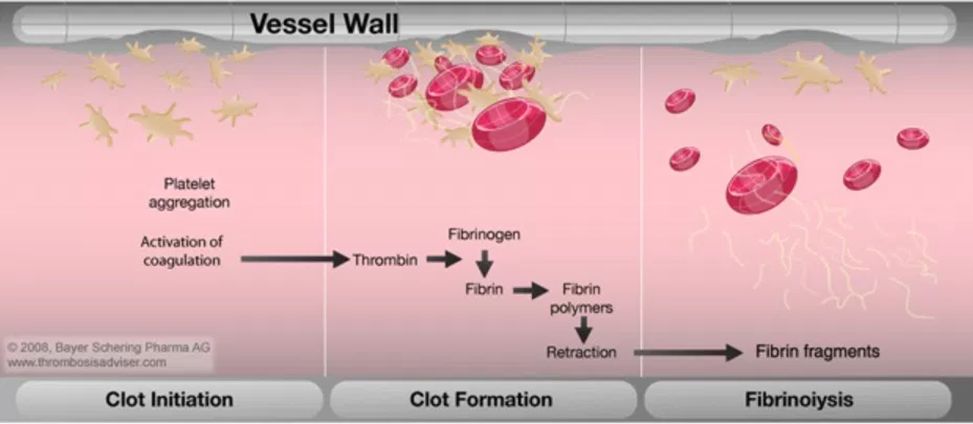 Vessel Wall
Platelet
aggregation
Activation of
coagulation
Thrombin
Fibrinogen
Fibrin
Fibrin
polymers
Retraction
Fibrin fragments
© 2008, Bayer Schering Pharma AG
www.thrombosisadviser.com
Clot Initiation
Clot Formation
Fibrinoiysis